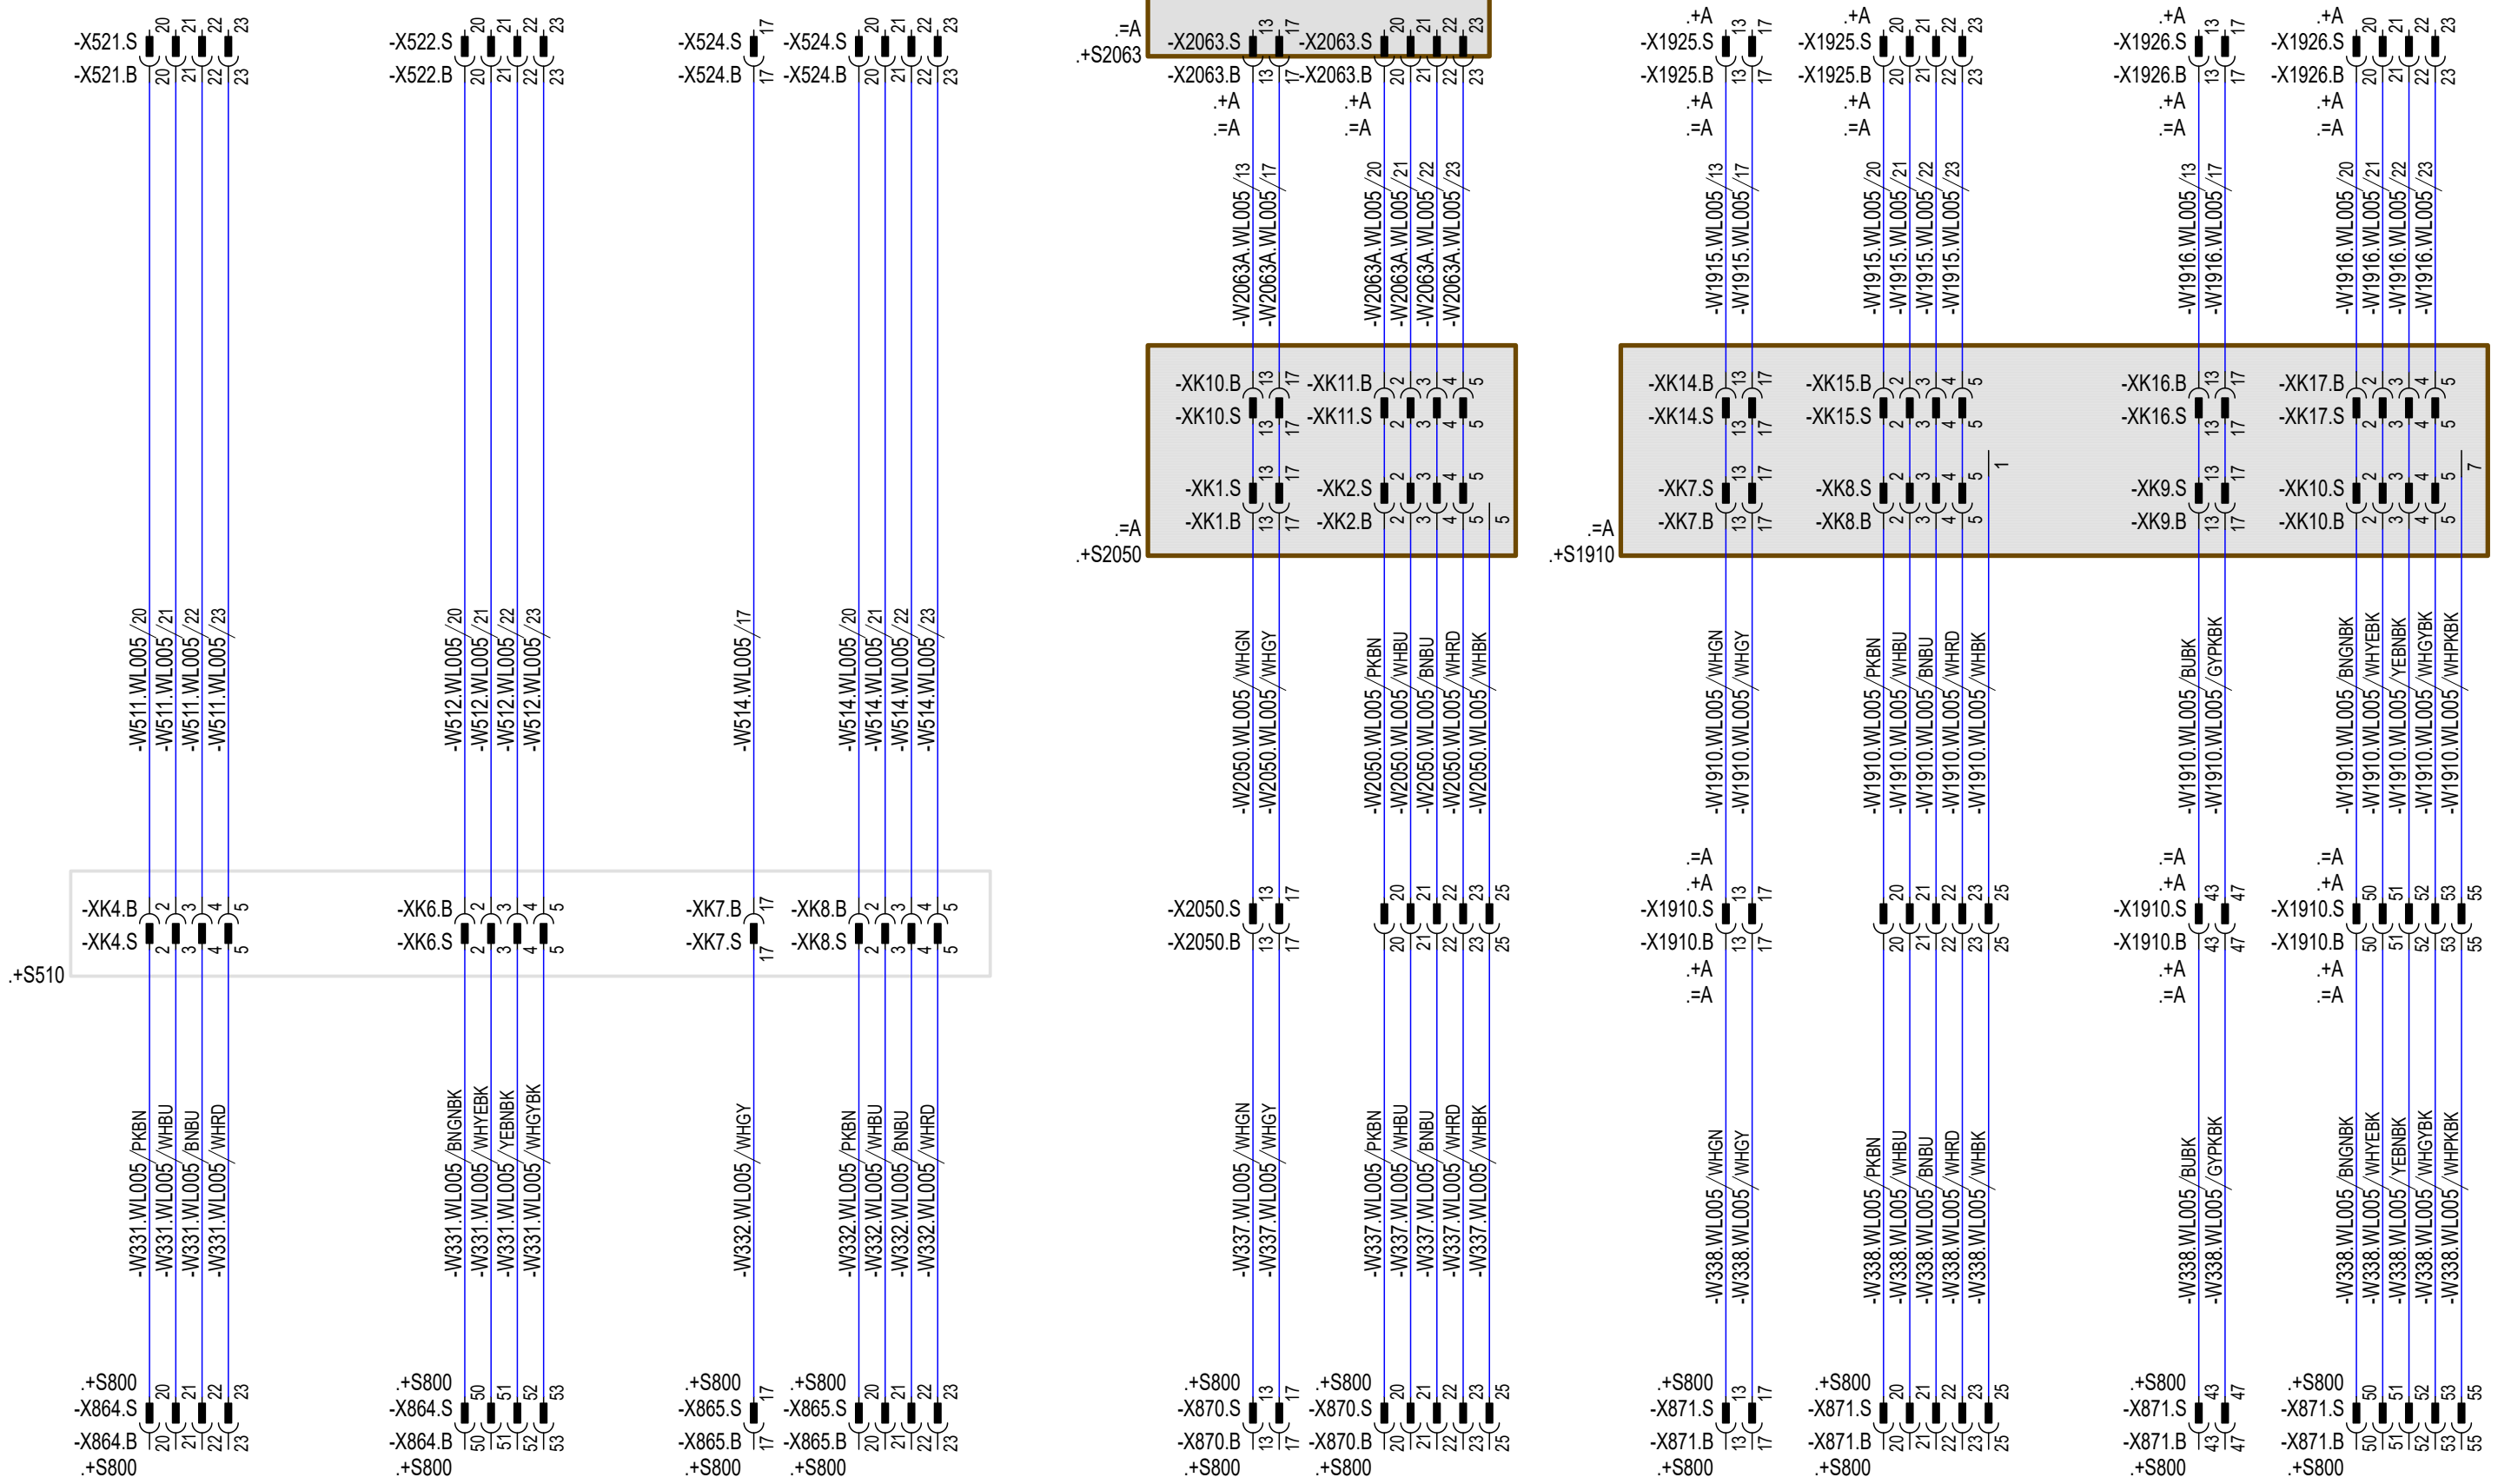 20 21 22 23 20 21 22 23 17 20 21 22 23 .=A 13 17 20 21 22 23 .+A 13 17 .+A 20 21 22 23 .+A 13 17 .+A 20 21 22 23
-X521.S -X522.S -X524.S -X524.S .+S2063 -X2063.S -X2063.S -X1925.S -X1925.S -X1926.S -X1926.S
-X521.B 20 21 22 23 -X522.B 20 21 22 23 -X524.B 17 -X524.B 20 21 22 23 -X2063.B 13 17 -X2063.B 20 21 22 23 -X1925.B 13 17 -X1925.B 20 21 22 23 -X1926.B 13 17 -X1926.B 20 21 22 23
.+A .+A .+A .+A .+A .+A
.=A .=A .=A .=A .=A .=A
-W2063A.WL005 /13
-W2063A.WL005 /17
-W2063A.WL005 /20
-W2063A.WL005 /21
-W2063A.WL005 /22
-W2063A.WL005 /23
-W1915.WL005 /13
-W1915.WL005 /17
-W1915.WL005 /20
-W1915.WL005 /21
-W1915.WL005 /22
-W1915.WL005 /23
-W1916.WL005 /13
-W1916.WL005 /17
-W1916.WL005 /20
-W1916.WL005 /21
-W1916.WL005 /22
-W1916.WL005 /23
-XK10.B 13 17 -XK11.B 2 3 4 5 -XK14.B 13 17 -XK15.B 2 3 4 5 -XK16.B 13 17 -XK17.B 2 3 4 5
-XK10.S 13 17 -XK11.S 2 3 4 5 -XK14.S 13 17 -XK15.S 2 3 4 5 -XK16.S 13 17 -XK17.S 2 3 4 5
-XK1.S 13 17 -XK2.S 2 3 4 5 -XK7.S 13 17 -XK8.S 2 3 4 5 1 -XK9.S 13 17 -XK10.S 2 3 4 5 7
-XK1.B 13 17 -XK2.B 2 3 4 5 5 -XK7.B 13 17 -XK8.B 2 3 4 5 -XK9.B 13 17 -XK10.B 2 3 4 5
.=A .=A
.+S2050 .+S1910
-W511.WL005 /20
-W511.WL005 /21
-W511.WL005 /22
-W511.WL005 /23
-W512.WL005 /20
-W512.WL005 /21
-W512.WL005 /22
-W512.WL005 /23
-W514.WL005 /17
-W514.WL005 /20
-W514.WL005 /21
-W514.WL005 /22
-W514.WL005 /23
-W2050.WL005 /WHGN
-W2050.WL005 /WHGY
-W2050.WL005 /PKBN
-W2050.WL005 /WHBU
-W2050.WL005 /BNBU
-W2050.WL005 /WHRD
-W2050.WL005 /WHBK
-W1910.WL005 /WHGN
-W1910.WL005 /WHGY
-W1910.WL005 /PKBN
-W1910.WL005 /WHBU
-W1910.WL005 /BNBU
-W1910.WL005 /WHRD
-W1910.WL005 /WHBK
-W1910.WL005 /BUBK
-W1910.WL005 /GYPKBK
-W1910.WL005 /BNGNBK
-W1910.WL005 /WHYEBK
-W1910.WL005 /YEBNBK
-W1910.WL005 /WHGYBK
-W1910.WL005 /WHPKBK
.=A .=A .=A
.+A .+A .+A
-XK4.B 2 3 4 5 -XK6.B 2 3 4 5 -XK7.B 17 -XK8.B 2 3 4 5 -X2050.S 13 17 20 21 22 23 25 -X1910.S 13 17 20 21 22 23 25 -X1910.S 43 47 -X1910.S 50 51 52 53 55
-XK4.S 2 3 4 5 -XK6.S 2 3 4 5 -XK7.S 17 -XK8.S 2 3 4 5 -X2050.B 13 17 20 21 22 23 25 -X1910.B 13 17 20 21 22 23 25 -X1910.B 43 47 -X1910.B 50 51 52 53 55
.+S510 .+A .+A .+A
.=A .=A .=A
-W331.WL005 /PKBN
-W331.WL005 /WHBU
-W331.WL005 /BNBU
-W331.WL005 /WHRD
-W331.WL005 /BNGNBK
-W331.WL005 /WHYEBK
-W331.WL005 /YEBNBK
-W331.WL005 /WHGYBK
-W332.WL005 /WHGY
-W332.WL005 /PKBN
-W332.WL005 /WHBU
-W332.WL005 /BNBU
-W332.WL005 /WHRD
-W337.WL005 /WHGN
-W337.WL005 /WHGY
-W337.WL005 /PKBN
-W337.WL005 /WHBU
-W337.WL005 /BNBU
-W337.WL005 /WHRD
-W337.WL005 /WHBK
-W338.WL005 /WHGN
-W338.WL005 /WHGY
-W338.WL005 /PKBN
-W338.WL005 /WHBU
-W338.WL005 /BNBU
-W338.WL005 /WHRD
-W338.WL005 /WHBK
-W338.WL005 /BUBK
-W338.WL005 /GYPKBK
-W338.WL005 /BNGNBK
-W338.WL005 /WHYEBK
-W338.WL005 /YEBNBK
-W338.WL005 /WHGYBK
-W338.WL005 /WHPKBK
.+S800 .+S800 .+S800 .+S800 .+S800 .+S800 .+S800 .+S800 .+S800 .+S800
-X864.S 20 21 22 23 -X864.S 50 51 52 53 -X865.S 17 -X865.S 20 21 22 23 -X870.S 13 17 -X870.S 20 21 22 23 25 -X871.S 13 17 -X871.S 20 21 22 23 25 -X871.S 43 47 -X871.S 50 51 52 53 55
-X864.B 20 21 22 23 -X864.B 50 51 52 53 -X865.B 17 -X865.B 20 21 22 23 -X870.B 13 17 -X870.B 20 21 22 23 25 -X871.B 13 17 -X871.B 20 21 22 23 25 -X871.B 43 47 -X871.B 50 51 52 53 55
.+S800 .+S800 .+S800 .+S800 .+S800 .+S800 .+S800 .+S800 .+S800 .+S800